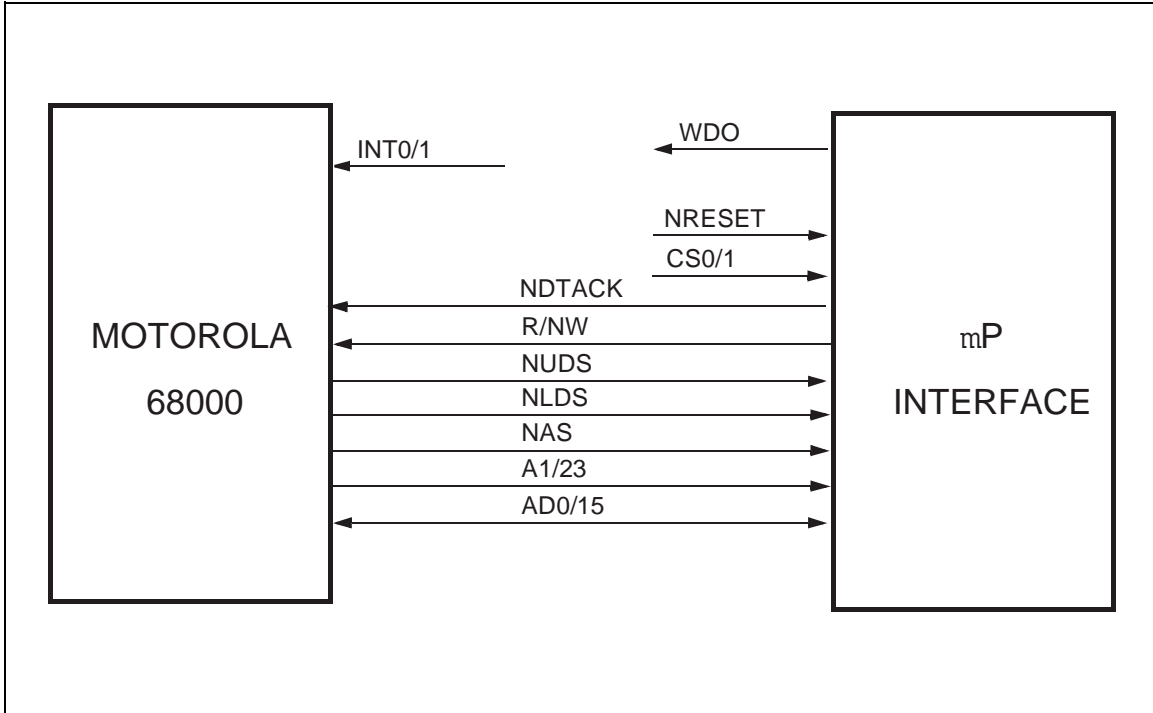 WDO
INT0/1
NRESET
CS0/1
NDTACK
R/NW
MOTOROLA
68000
NUDS
NLDS
NAS
A1/23
AD0/15
mP
INTERFACE